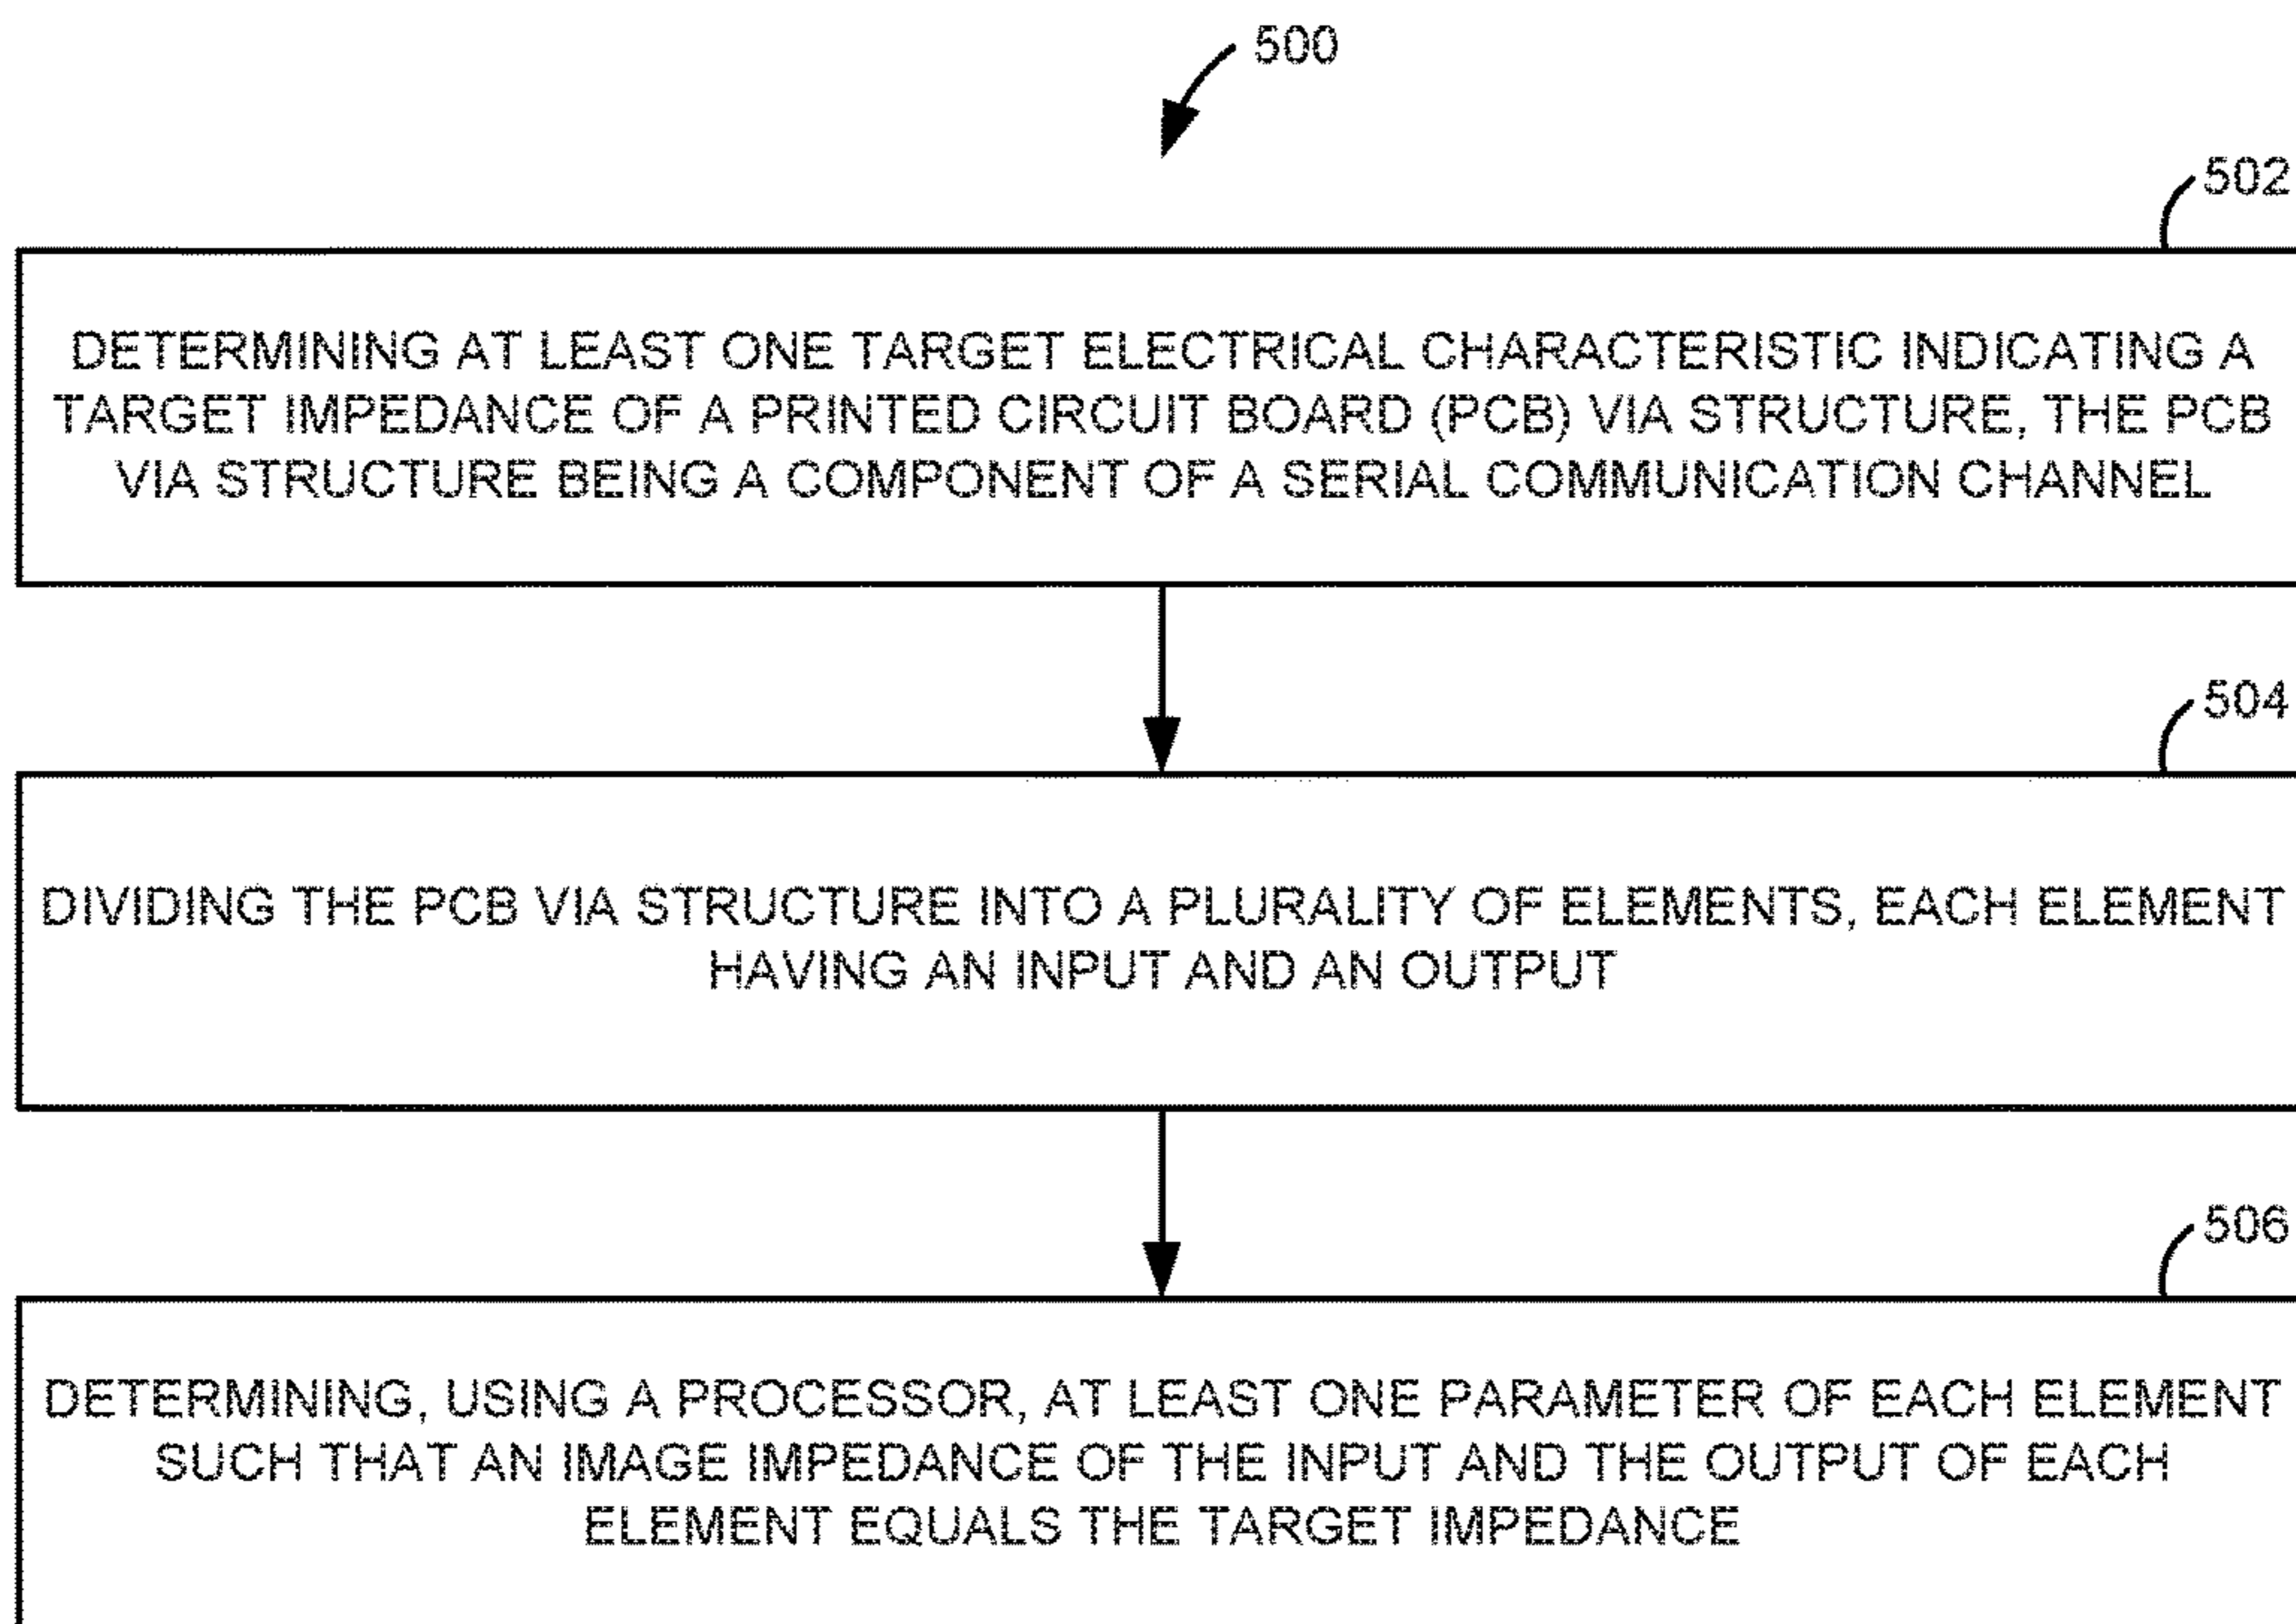 500
502
DETERMINING AT LEAST ONE TARGET ELECTRICAL CHARACTERISTIC INDICATING A
TARGET IMPEDANCE OF A PRINTED CIRCUIT BOARD (PCB) VIA STRUCTURE, THE PCB
VIA STRUCTURE BEING A COMPONENT OF A SERIAL COMMUNICATION CHANNEL
504
DIVIDING THE PCB VIA STRUCTURE INTO A PLURALITY OF ELEMENTS, EACH ELEMENT
HAVING AN INPUT AND AN OUTPUT
506
DETERMINING, USING A PROCESSOR, AT LEAST ONE PARAMETER OF EACH ELEMENT
SUCH THAT AN IMAGE IMPEDANCE OF THE INPUT AND THE OUTPUT OF EACH
ELEMENT EQUALS THE TARGET IMPEDANCE